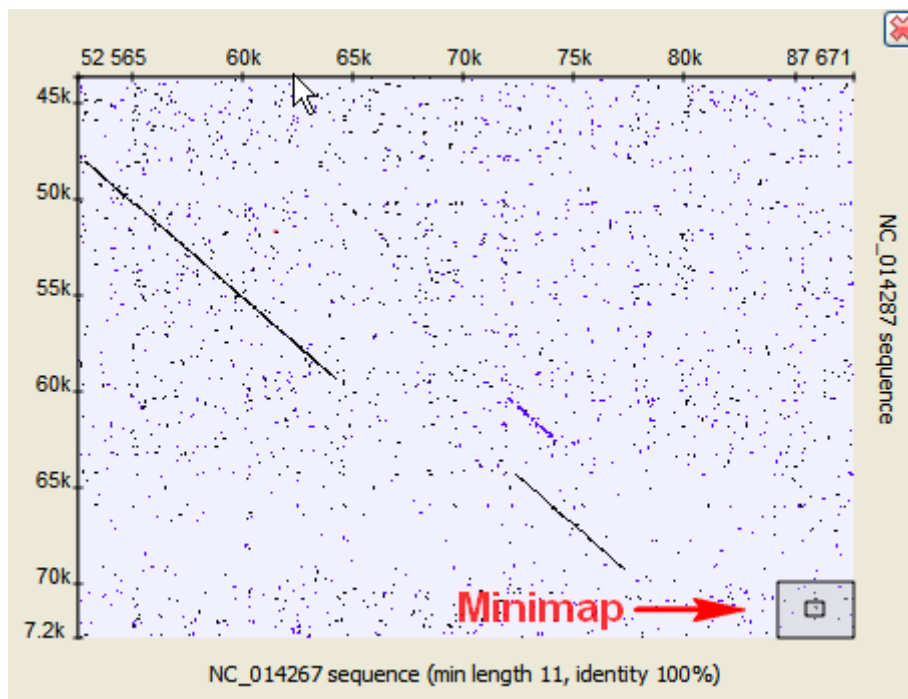 52 565 60k 65k 70k 75k 80k 87 671
45k
50k
55k
60k
65k
70k
7.2k
NC_014287 sequence
Minimap
NC_014267 sequence (min length 11, identity 100%)